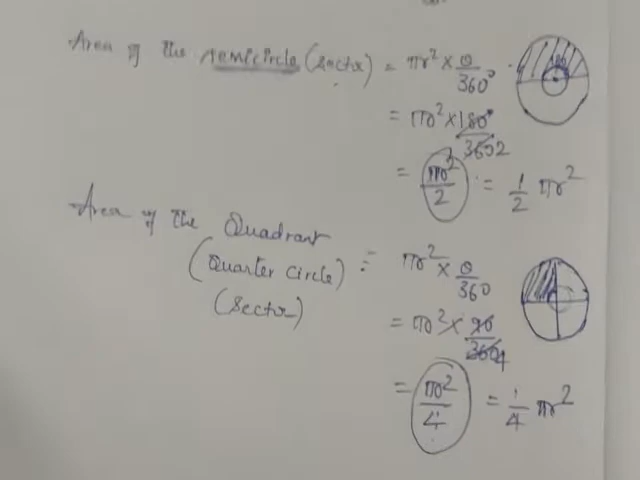 Area of the semicircle (sector) = πr² × θ/360°
= πr² × 180°/360 2
= πr²/2 = 1/2 πr²
Area of the Quadrant
(Quarter circle) = πr² × θ/360
(Sector)
= πr² × 90/360 4
= πr²/4 = 1/4 πr²